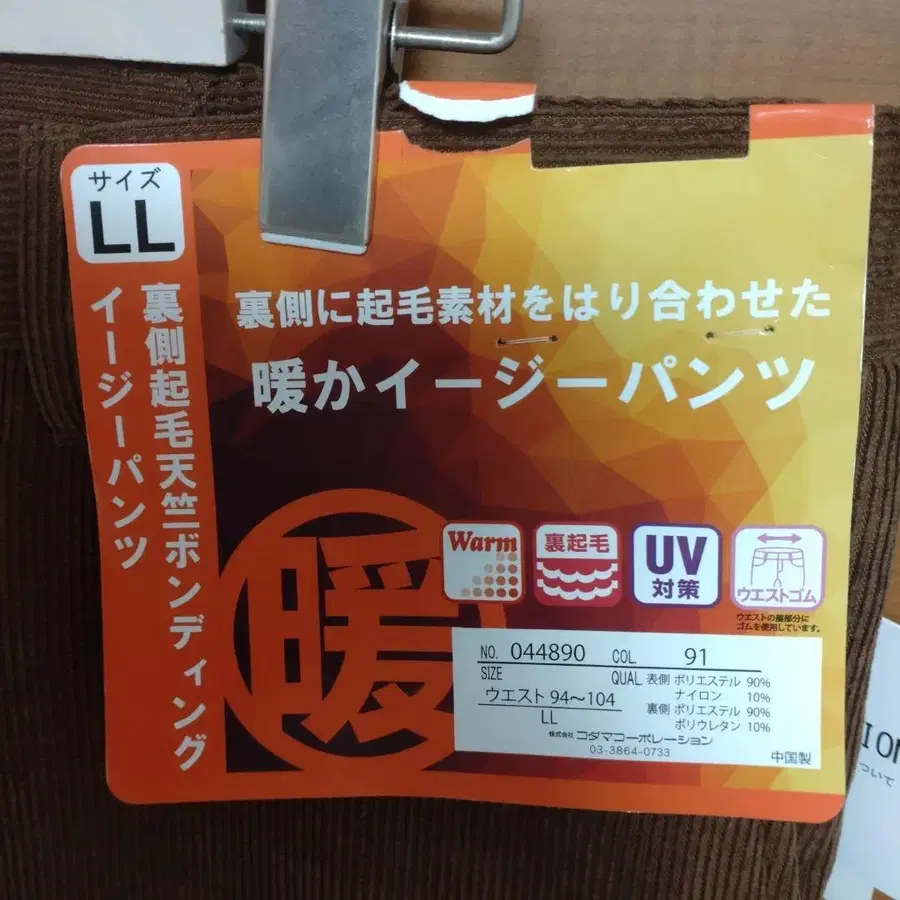 サイズ
LL
裏側起毛天竺ボンディング
イージーパンツ
裏側に起毛素材をはり合わせた
暖かイージーパンツ
暖
Warm
裏起毛
UV
対策
ウエストゴム
ウエストの脇部分に
ゴムを使用しています。
NO. 044890 COL. 91
SIZE QUAL 表側 ポリエステル 90%
ナイロン 10%
ウエスト 94〜104
裏側 ポリエステル 90%
LL
ポリウレタン 10%
株式会社 コダマコーポレーション
03-3864-0733
中国製
ION
ついて